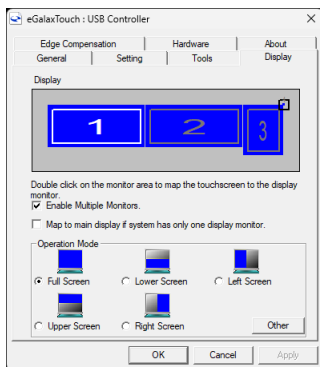 eGalaxTouch : USB Controller
Edge Compensation
Hardware
About
General
Setting
Tools
Display
Display
1
2
3
Double click on the monitor area to map the touchscreen to the display
monitor.
Enable Multiple Monitors.
Map to main display if system has only one display monitor.
Operation Mode
Full Screen
Lower Screen
Left Screen
Upper Screen
Right Screen
Other
OK
Cancel
Apply